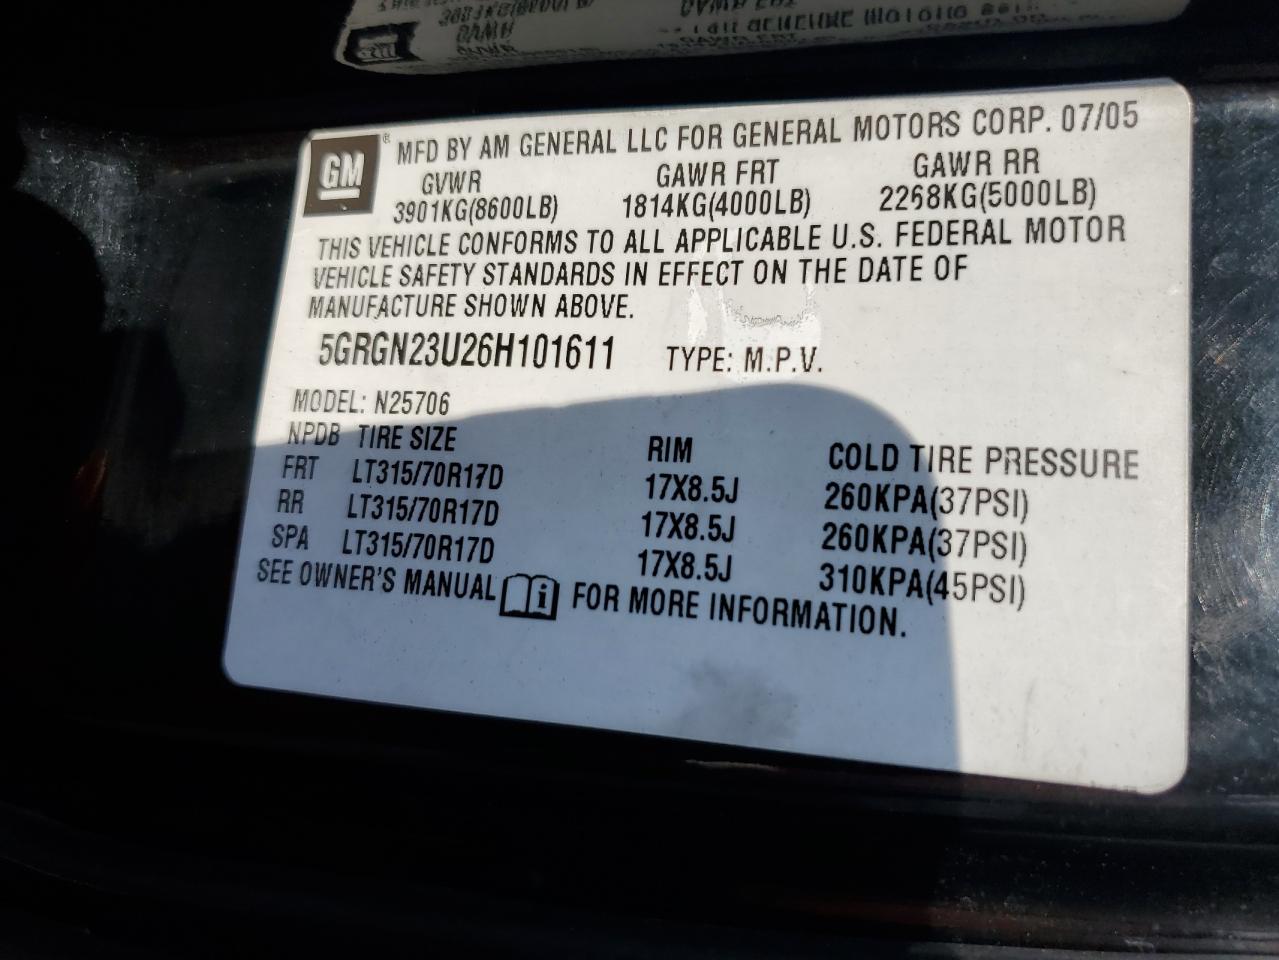 GM ® MFD BY AM GENERAL LLC FOR GENERAL MOTORS CORP. 07/05
GVWR GAWR FRT GAWR RR
3901KG(8600LB) 1814KG(4000LB) 2268KG(5000LB)
THIS VEHICLE CONFORMS TO ALL APPLICABLE U.S. FEDERAL MOTOR
VEHICLE SAFETY STANDARDS IN EFFECT ON THE DATE OF
MANUFACTURE SHOWN ABOVE.
5GRGN23U26H101611 TYPE: M.P.V.
MODEL: N25706
NPDB TIRE SIZE RIM COLD TIRE PRESSURE
FRT LT315/70R17D 17X8.5J 260KPA(37PSI)
RR LT315/70R17D 17X8.5J 260KPA(37PSI)
SPA LT315/70R17D 17X8.5J 310KPA(45PSI)
SEE OWNER'S MANUAL FOR MORE INFORMATION.